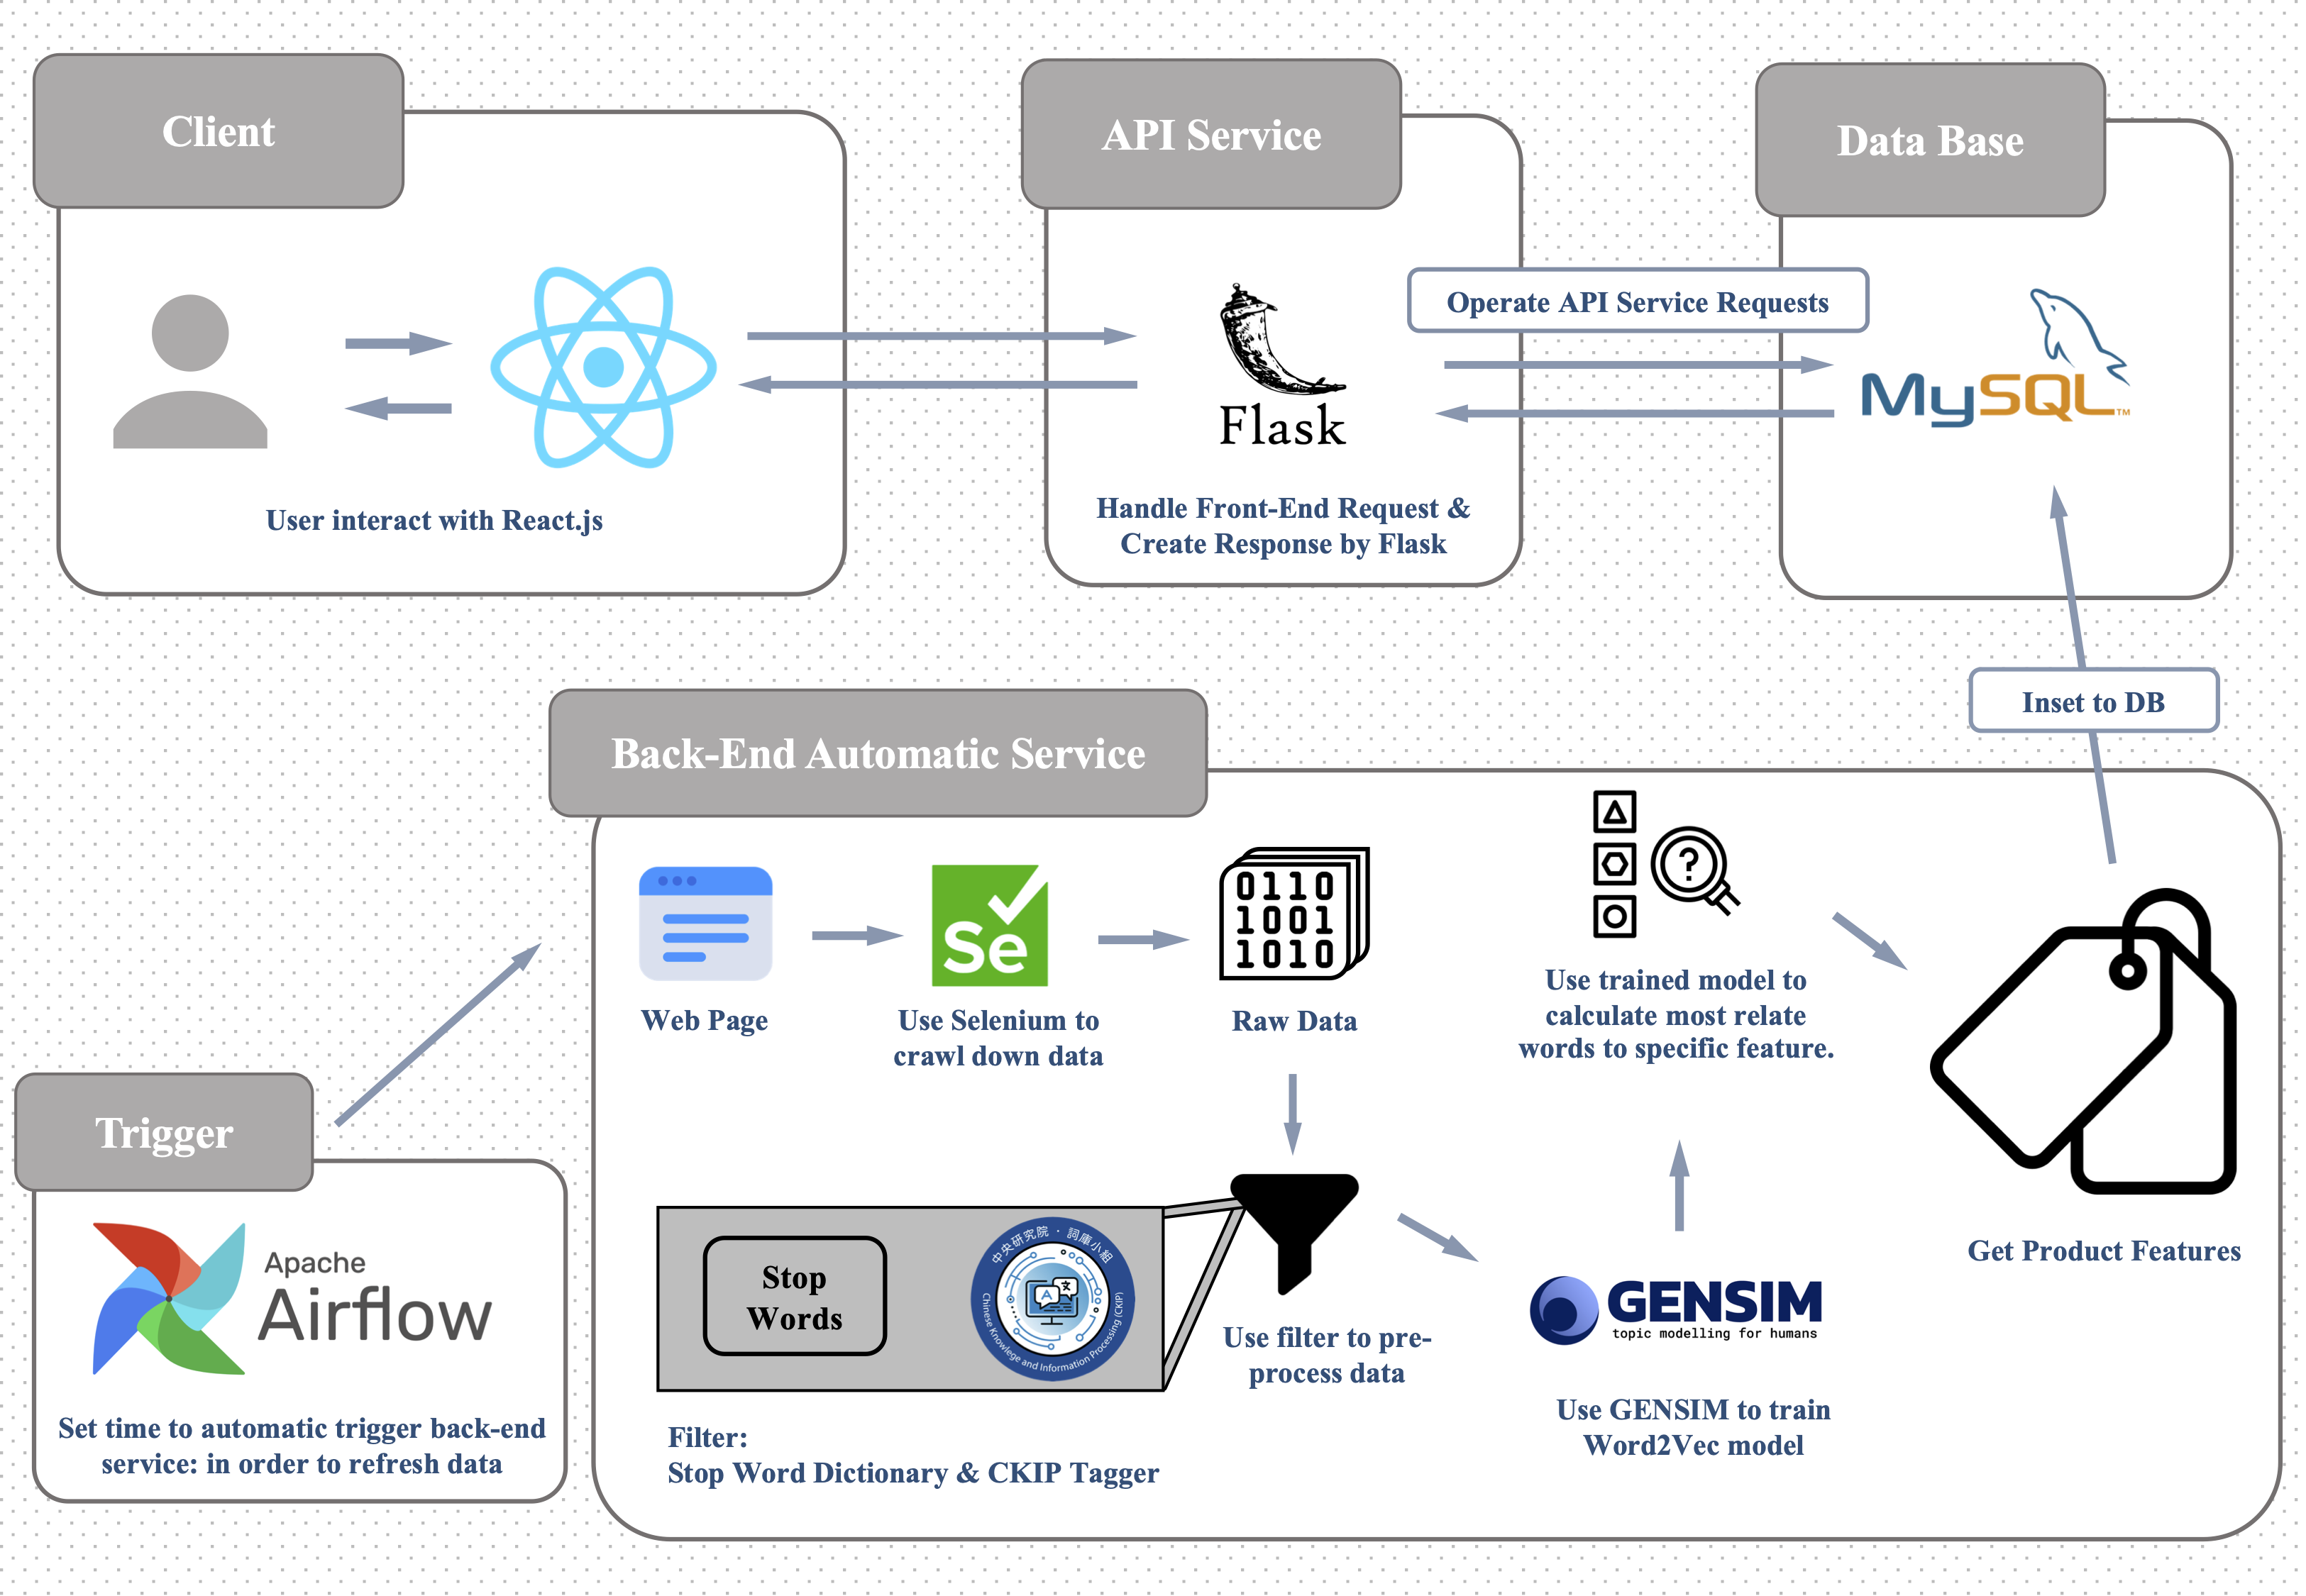 Client
API Service
Data Base
Operate API Service Requests
Flask
MySQL™
User interact with React.js
Handle Front-End Request &
Create Response by Flask
Inset to DB
Back-End Automatic Service
0110
1001
1010
?
Se
Web Page
Use Selenium to
crawl down data
Raw Data
Use trained model to
calculate most relate
words to specific feature.
Get Product Features
Trigger
Apache
Airflow
Set time to automatic trigger back-end
service: in order to refresh data
Stop
Words
中央研究院 · 詞庫小組
A 文
Chinese Knowlege and Information Processing (CKIP)
Filter:
Stop Word Dictionary & CKIP Tagger
Use filter to pre-
process data
GENSIM
topic modelling for humans
Use GENSIM to train
Word2Vec model